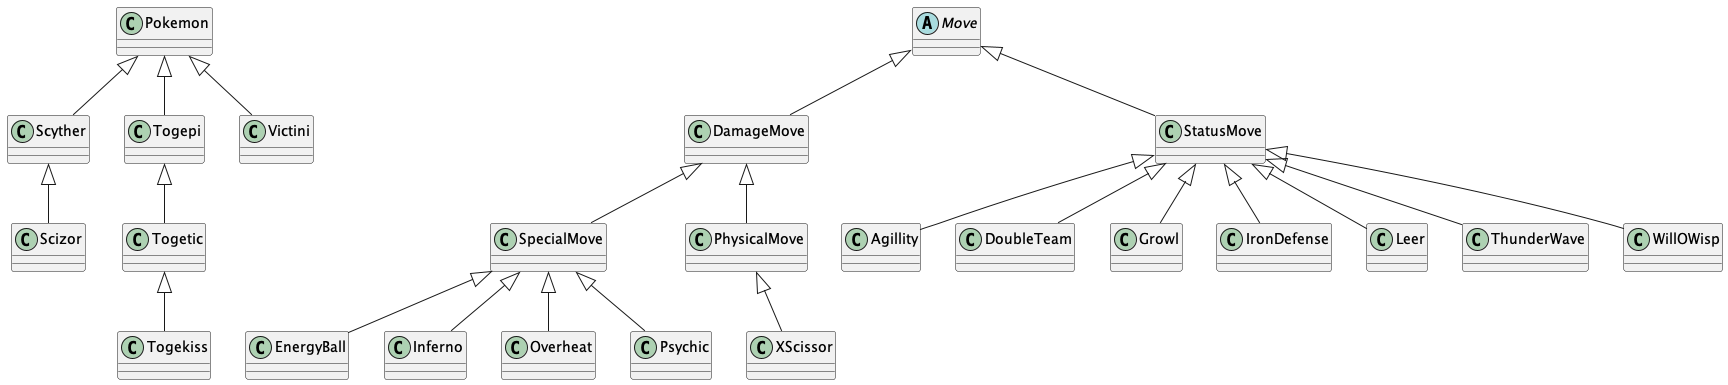 C Pokemon
A Move
C Scyther
C Togepi
C Victini
C DamageMove
C StatusMove
C Scizor
C Togetic
C SpecialMove
C PhysicalMove
C Agillity
C DoubleTeam
C Growl
C IronDefense
C Leer
C ThunderWave
C WillOWisp
C Togekiss
C EnergyBall
C Inferno
C Overheat
C Psychic
C XScissor